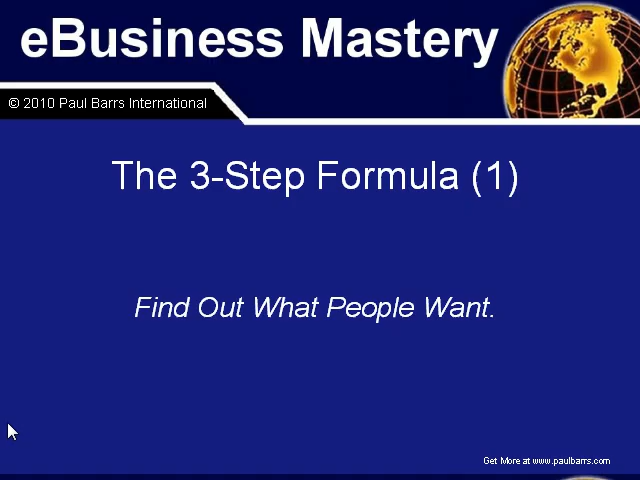 eBusiness Mastery
© 2010 Paul Barrs International
The 3-Step Formula (1)
Find Out What People Want.
Get More at www.paulbarrs.com